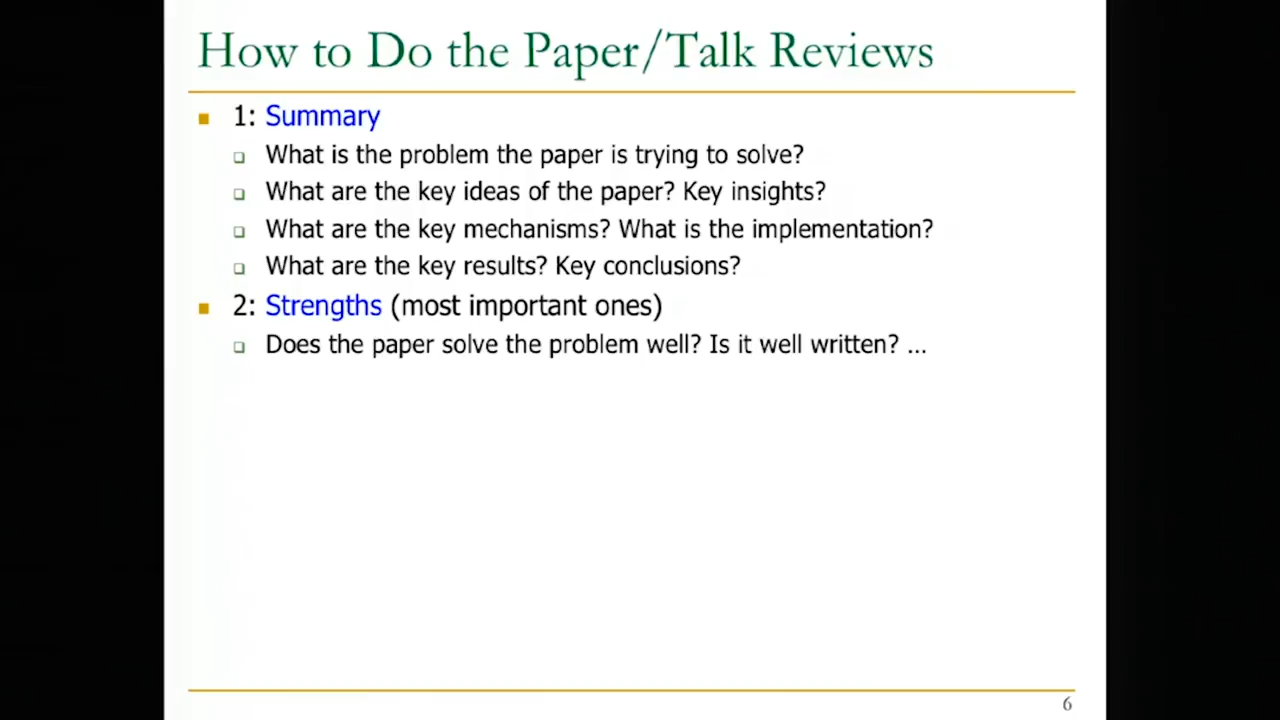 How to Do the Paper/Talk Reviews
1: Summary
What is the problem the paper is trying to solve?
What are the key ideas of the paper? Key insights?
What are the key mechanisms? What is the implementation?
What are the key results? Key conclusions?
2: Strengths (most important ones)
Does the paper solve the problem well? Is it well written? ...
6